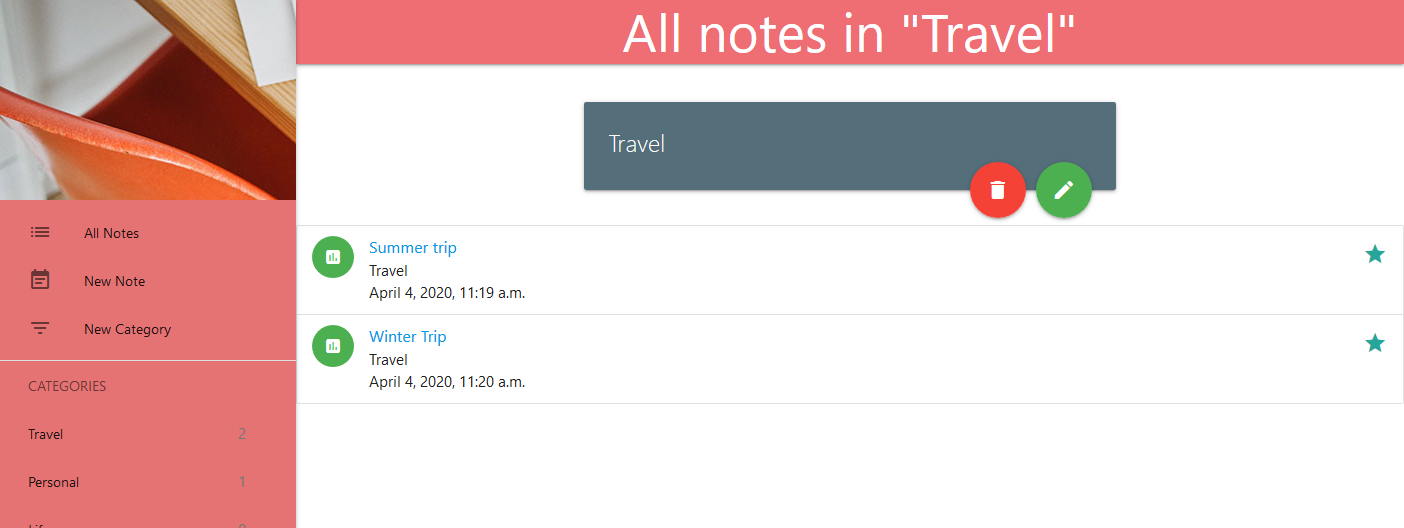 All notes in "Travel"
Travel
All Notes
New Note
New Category
CATEGORIES
Travel 2
Personal 1
Summer trip
Travel
April 4, 2020, 11:19 a.m.
Winter Trip
Travel
April 4, 2020, 11:20 a.m.